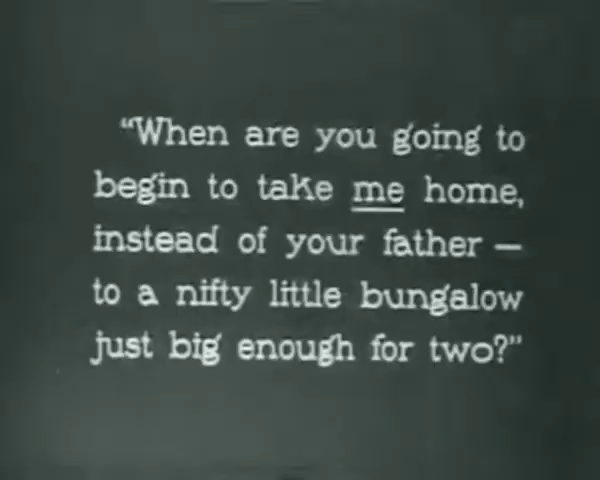 "When are you going to
begin to take me home,
instead of your father —
to a nifty little bungalow
just big enough for two?"